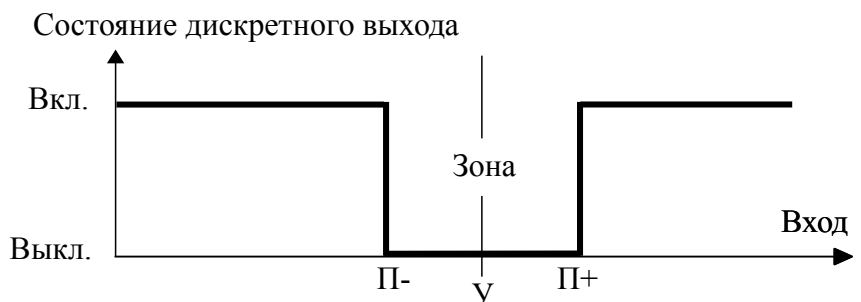 Состояние дискретного выхода
Вкл.
Зона
Вход
Выкл.
П-
У
П+